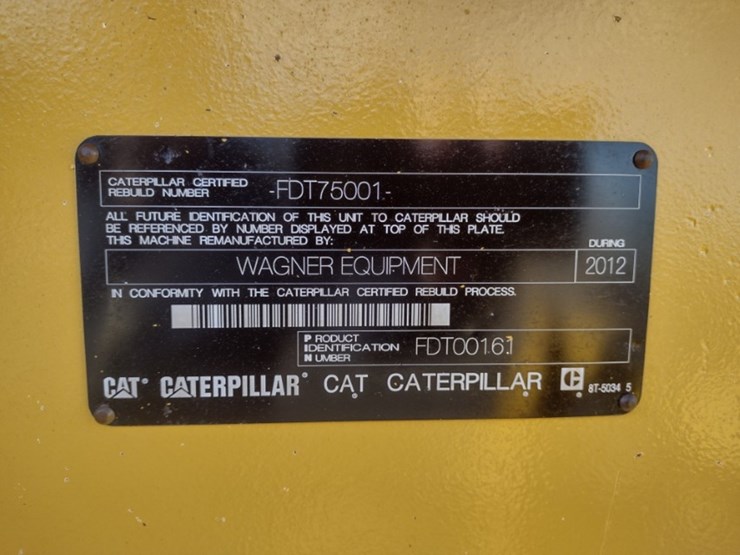 CATERPILLAR CERTIFIED
REBUILD NUMBER
-FDT75001-
ALL FUTURE IDENTIFICATION OF THIS UNIT TO CATERPILLAR SHOULD
BE REFERENCED BY NUMBER DISPLAYED AT TOP OF THIS PLATE.
THIS MACHINE REMANUFACTURED BY:
DURING
WAGNER EQUIPMENT
2012
IN CONFORMITY WITH THE CATERPILLAR CERTIFIED REBUILD PROCESS.
PRODUCT
IDENTIFICATION
NUMBER
FDT00161
CAT® CATERPILLAR® CAT CATERPILLAR
8T-5034 5